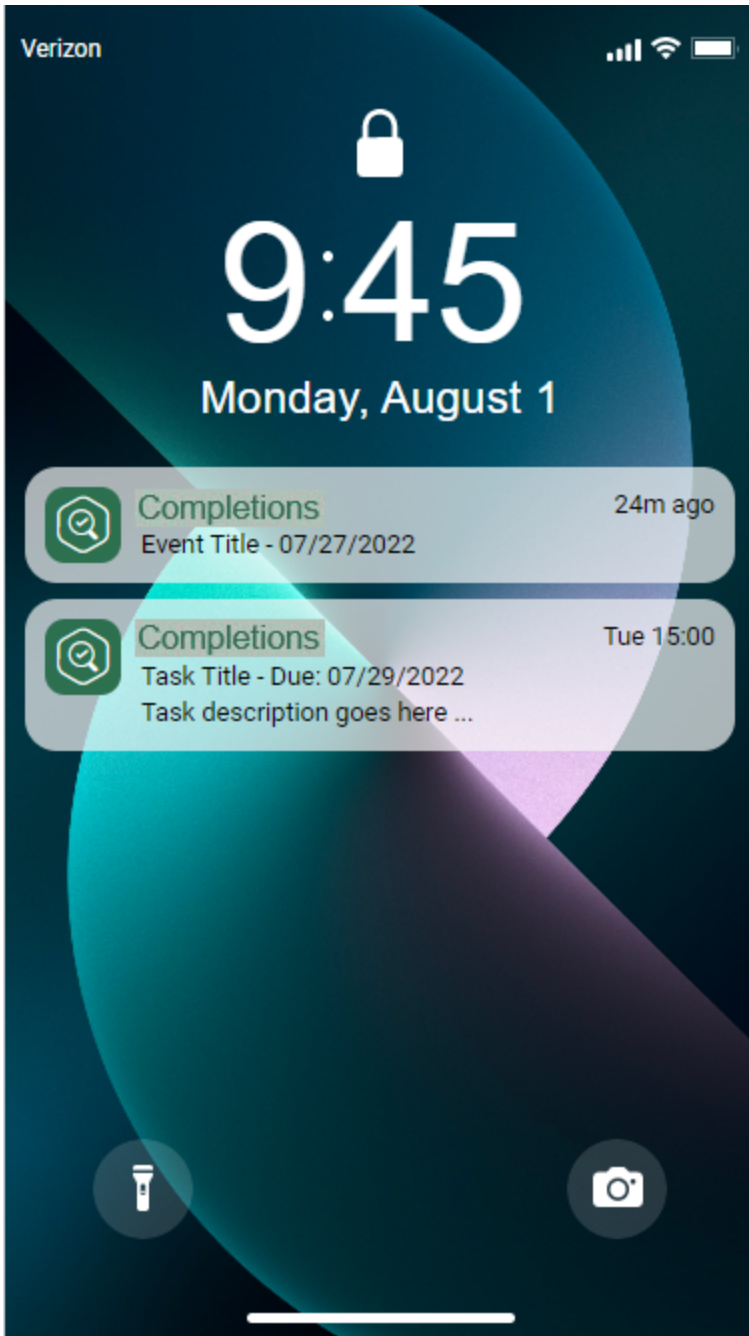 Verizon
9:45
Monday, August 1
Completions
24m ago
Event Title - 07/27/2022
Completions
Tue 15:00
Task Title - Due: 07/29/2022
Task description goes here ...